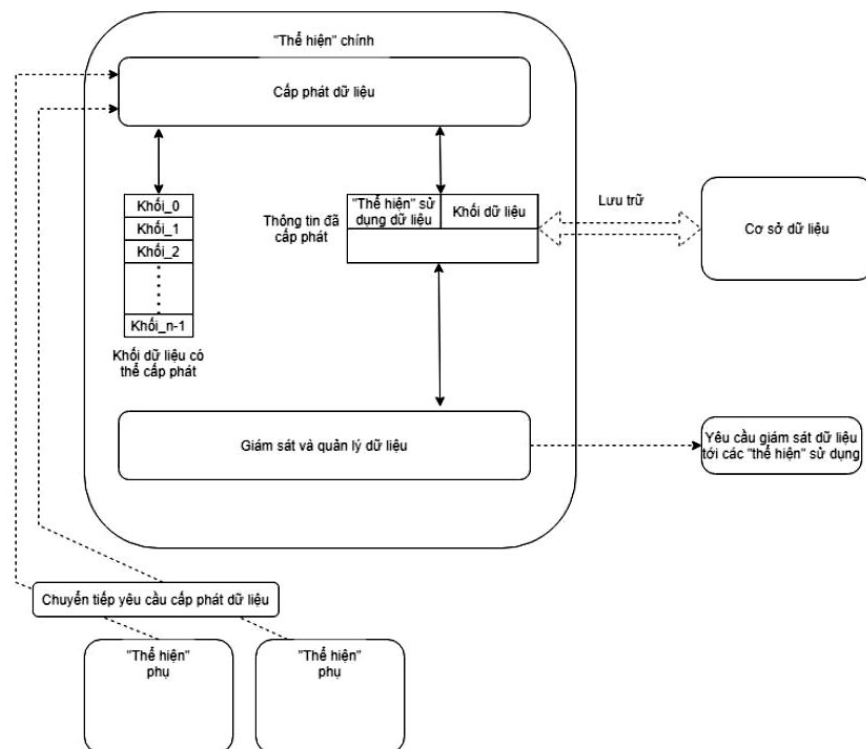 "Thể hiện" chính
Cấp phát dữ liệu
Khối_0
Khối_1
Khối_2
Khối_n-1
Khối dữ liệu có
thể cấp phát
Thông tin đã
cấp phát
"Thể hiện" sử
dụng dữ liệu
Khối dữ liệu
Lưu trữ
Cơ sở dữ liệu
Giám sát và quản lý dữ liệu
Yêu cầu giám sát dữ liệu
tới các "thể hiện" sử dụng
Chuyển tiếp yêu cầu cấp phát dữ liệu
"Thể hiện"
phụ
"Thể hiện"
phụ